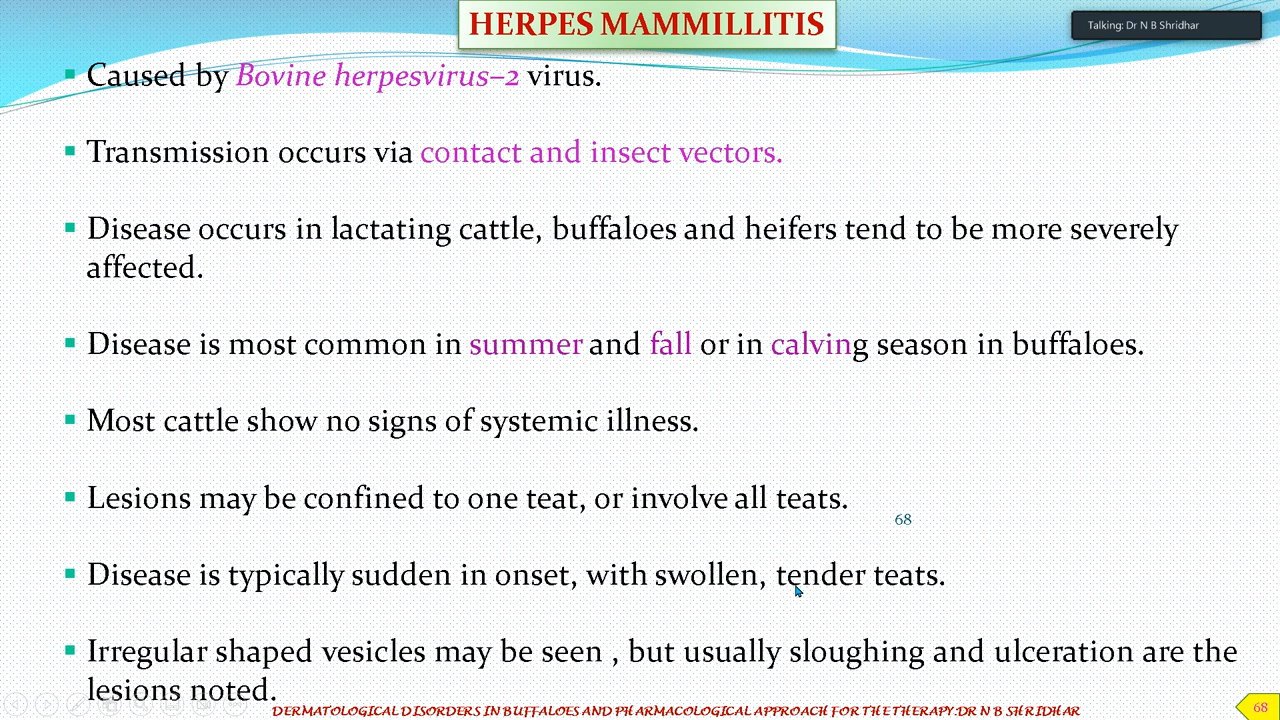 HERPES MAMMILLITIS
Talking: Dr N B Shridhar
Caused by Bovine herpesvirus–2 virus.
Transmission occurs via contact and insect vectors.
Disease occurs in lactating cattle, buffaloes and heifers tend to be more severely
affected.
Disease is most common in summer and fall or in calving season in buffaloes.
Most cattle show no signs of systemic illness.
Lesions may be confined to one teat, or involve all teats.
68
Disease is typically sudden in onset, with swollen, tender teats.
Irregular shaped vesicles may be seen , but usually sloughing and ulceration are the
lesions noted.
DERMATOLOGICAL DISORDERS IN BUFFALOES AND PHARMACOLOGICAL APPROACH FOR THE THERAPY:DR N B SHRIDHAR
68